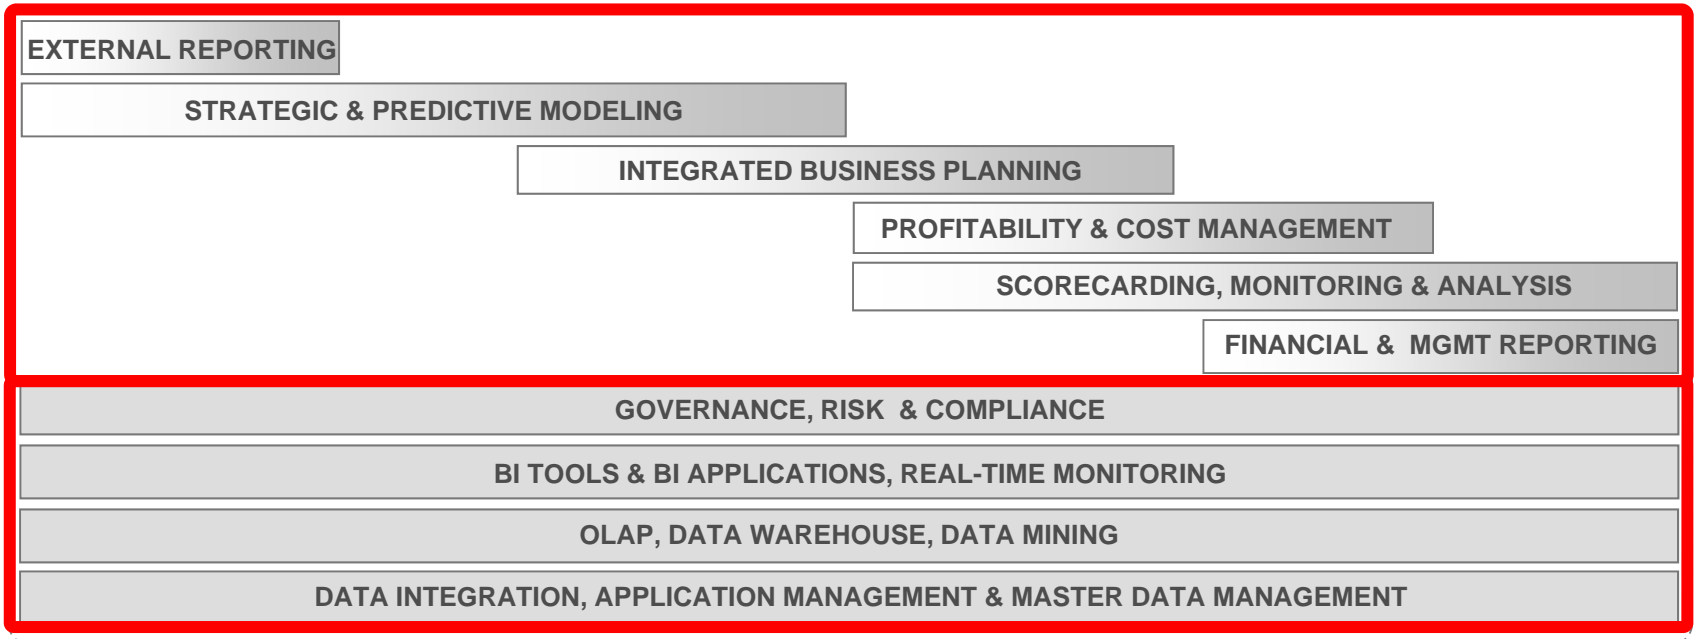 EXTERNAL REPORTING
STRATEGIC & PREDICTIVE MODELING
INTEGRATED BUSINESS PLANNING
PROFITABILITY & COST MANAGEMENT
SCORECARDING, MONITORING & ANALYSIS
FINANCIAL & MGMT REPORTING
GOVERNANCE, RISK & COMPLIANCE
BI TOOLS & BI APPLICATIONS, REAL-TIME MONITORING
OLAP, DATA WAREHOUSE, DATA MINING
DATA INTEGRATION, APPLICATION MANAGEMENT & MASTER DATA MANAGEMENT